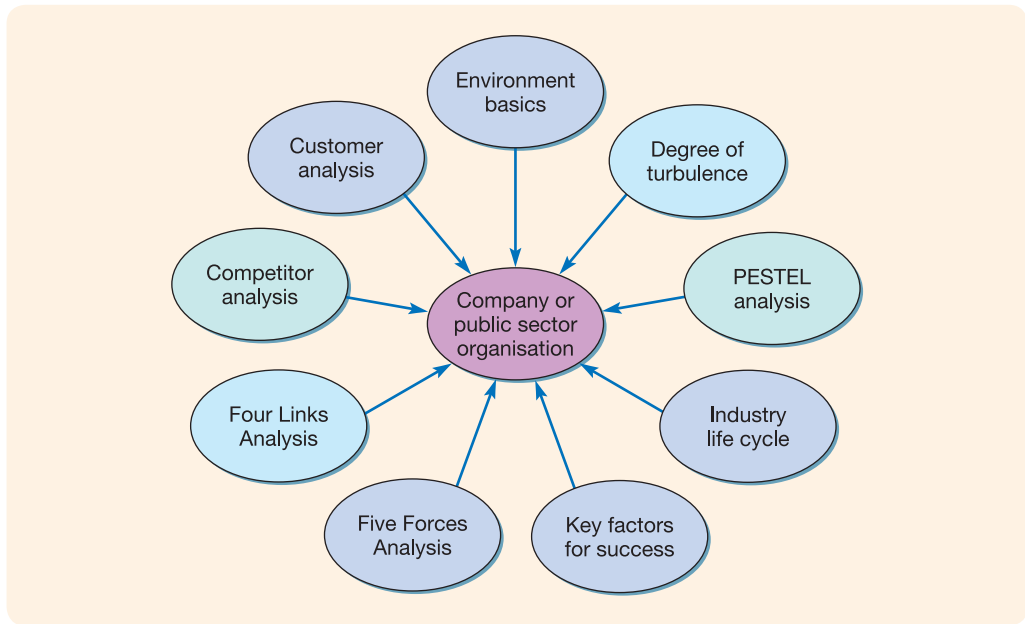 Environment
basics
Degree of
turbulence
PESTEL
analysis
Industry
life cycle
Key factors
for success
Five Forces
Analysis
Four Links
Analysis
Competitor
analysis
Customer
analysis
Company or
public sector
organisation